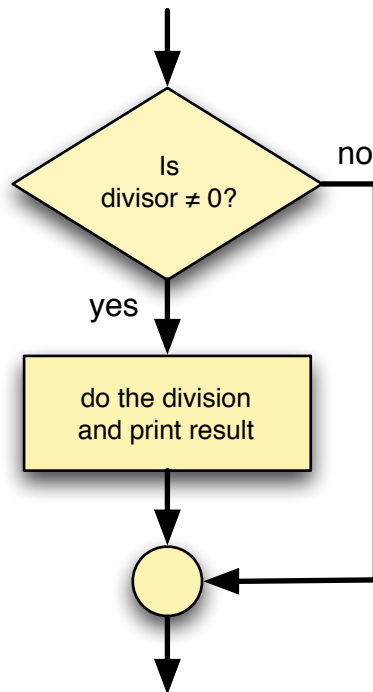 Is
divisor ≠ 0?
no
yes
do the division
and print result